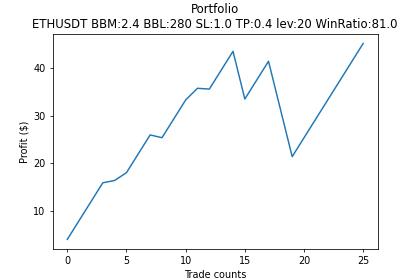 Portfolio
ETHUSDT BBM:2.4 BBL:280 SL:1.0 TP:0.4 lev:20 WinRatio:81.0
40
30
20
10
Profit ($)
0 5 10 15 20 25
Trade counts